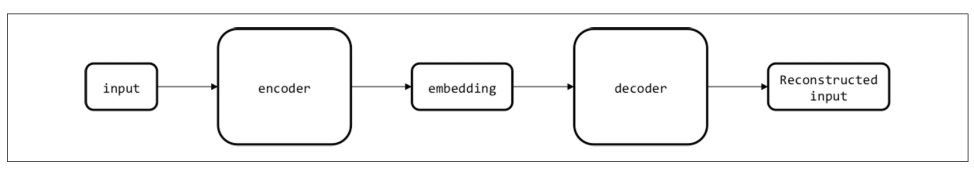 input
encoder
embedding
decoder
Reconstructed
input